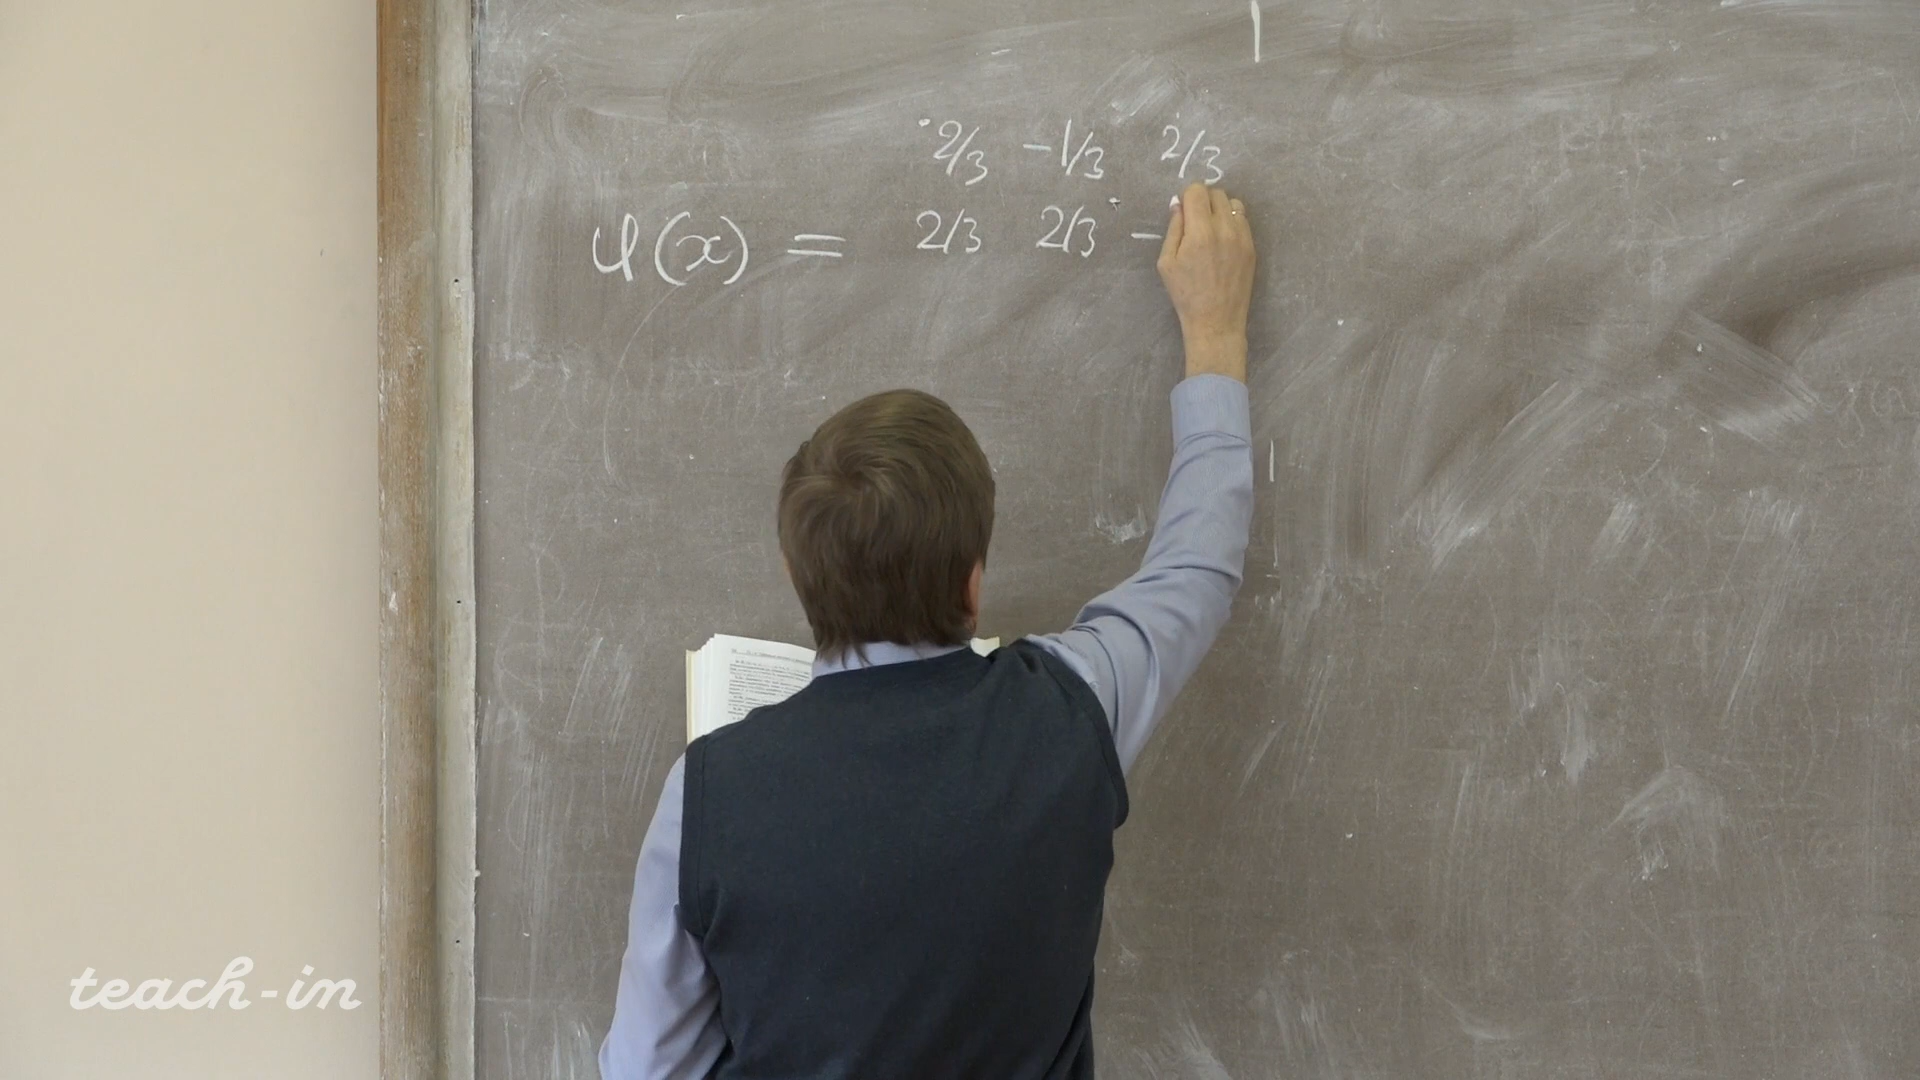 2/3 -1/3 2/3
φ(x) = 2/3 2/3 -
teach-in